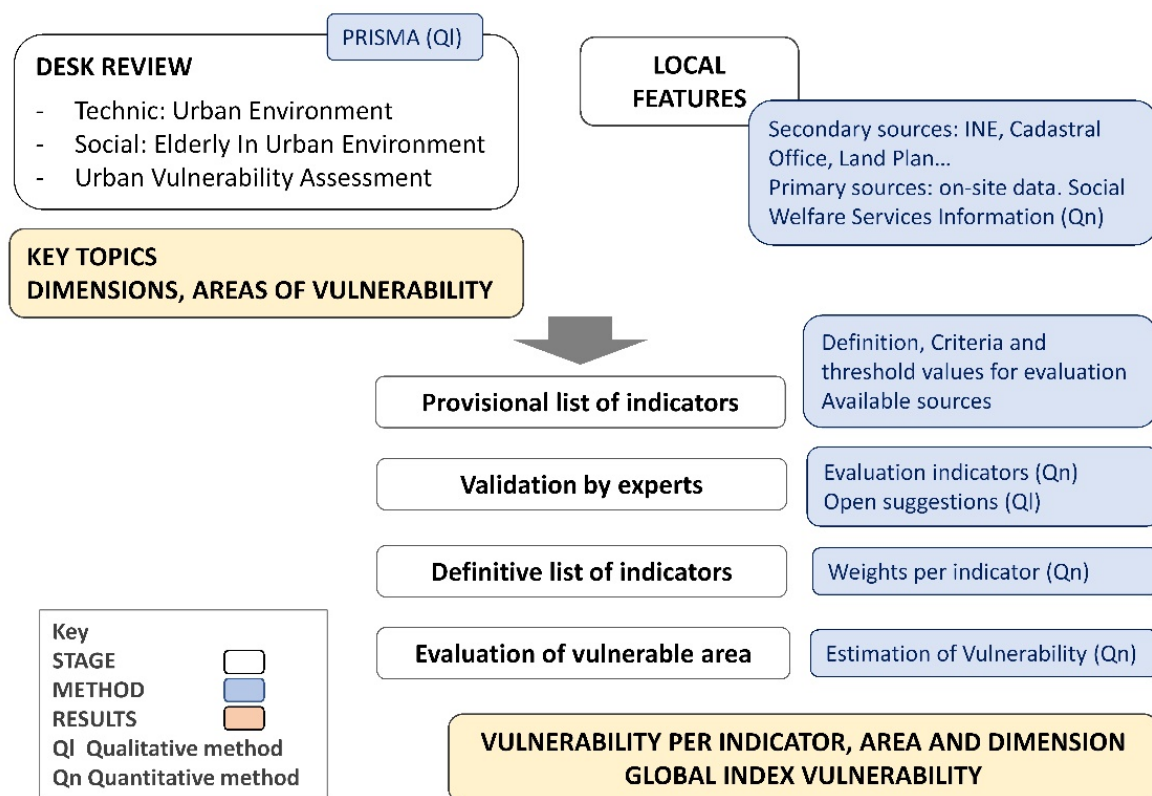 PRISMA (Ql)
DESK REVIEW
- Technic: Urban Environment
- Social: Elderly In Urban Environment
- Urban Vulnerability Assessment
LOCAL
FEATURES
Secondary sources: INE, Cadastral
Office, Land Plan...
Primary sources: on-site data. Social
Welfare Services Information (Qn)
KEY TOPICS
DIMENSIONS, AREAS OF VULNERABILITY
Provisional list of indicators
Definition, Criteria and
threshold values for evaluation
Available sources
Validation by experts
Evaluation indicators (Qn)
Open suggestions (Ql)
Definitive list of indicators
Weights per indicator (Qn)
Evaluation of vulnerable area
Estimation of Vulnerability (Qn)
Key
STAGE
METHOD
RESULTS
Ql Qualitative method
Qn Quantitative method
VULNERABILITY PER INDICATOR, AREA AND DIMENSION
GLOBAL INDEX VULNERABILITY